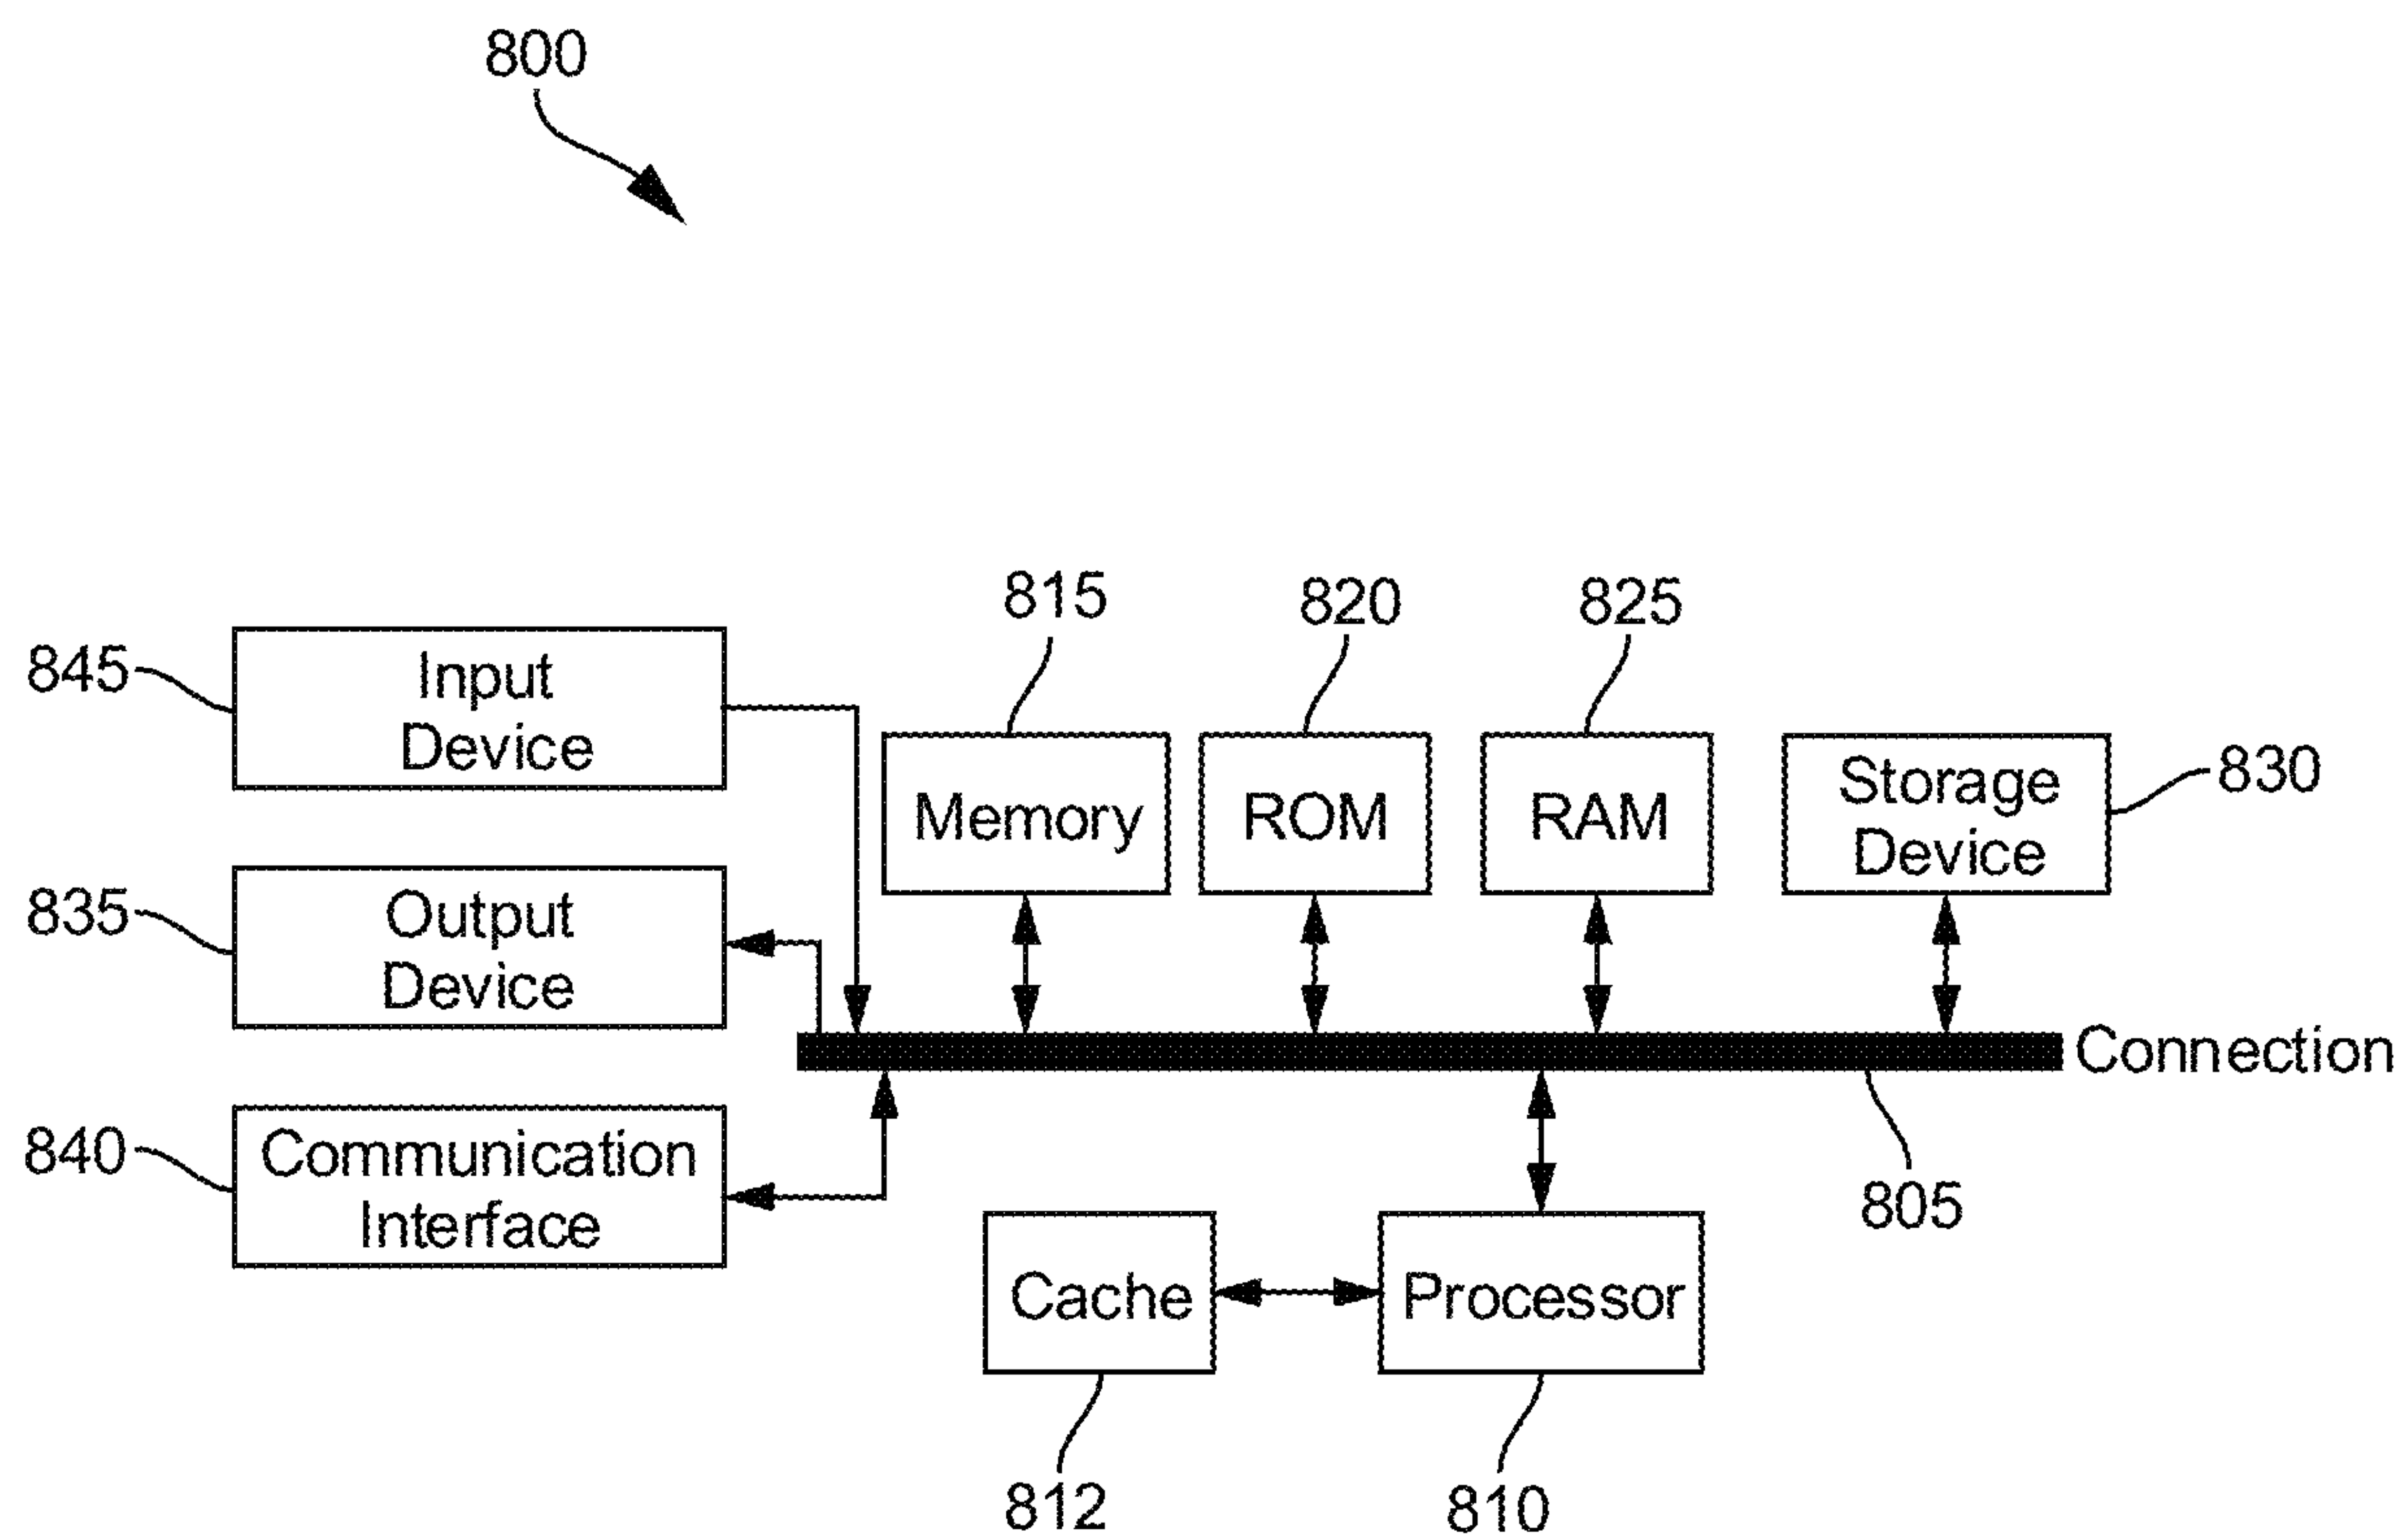 800
815
820
825
845
Input
Device
Memory
ROM
RAM
Storage
Device
830
835
Output
Device
Connection
840
Communication
Interface
805
Cache
Processor
812
810